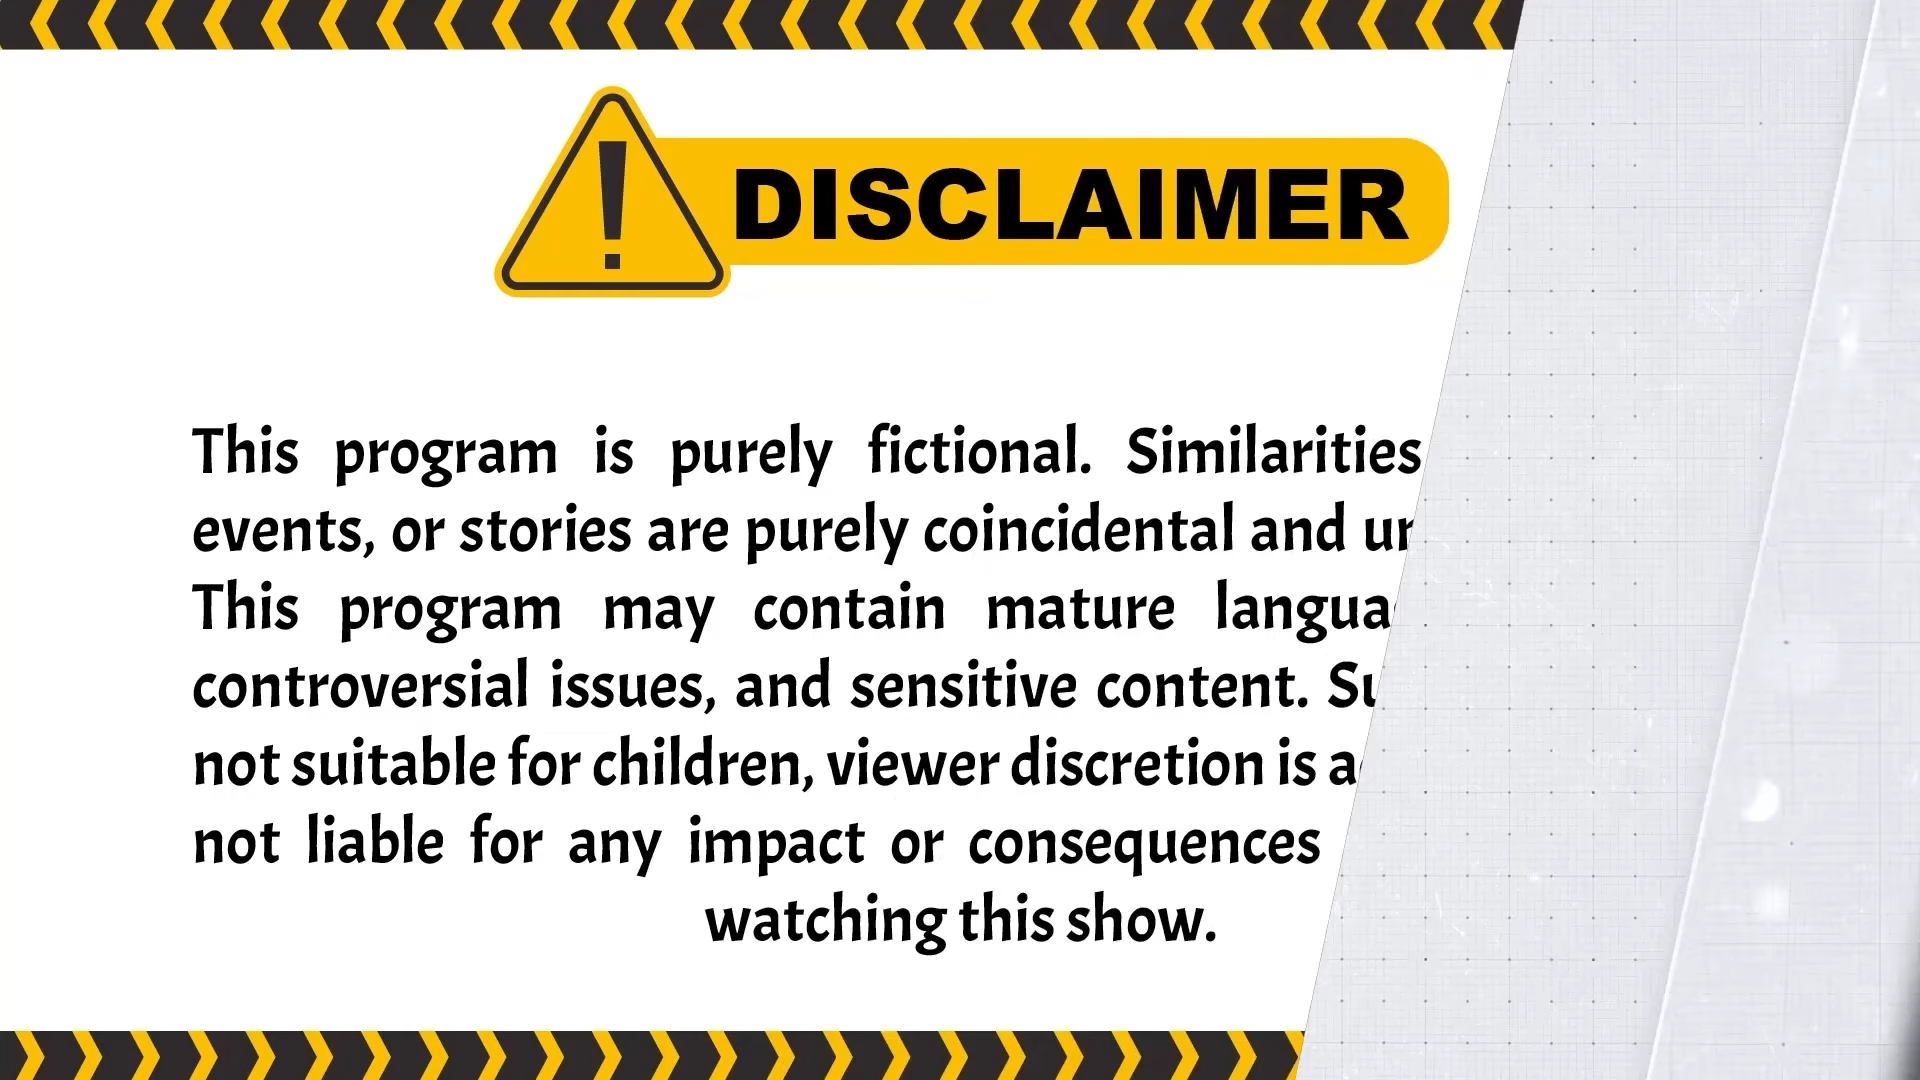 DISCLAIMER
This program is purely fictional. Similarities
events, or stories are purely coincidental and
This program may contain mature
controversial issues, and sensitive content.
not suitable for children, viewer discretion is
not liable for any impact or consequences
watching this show.